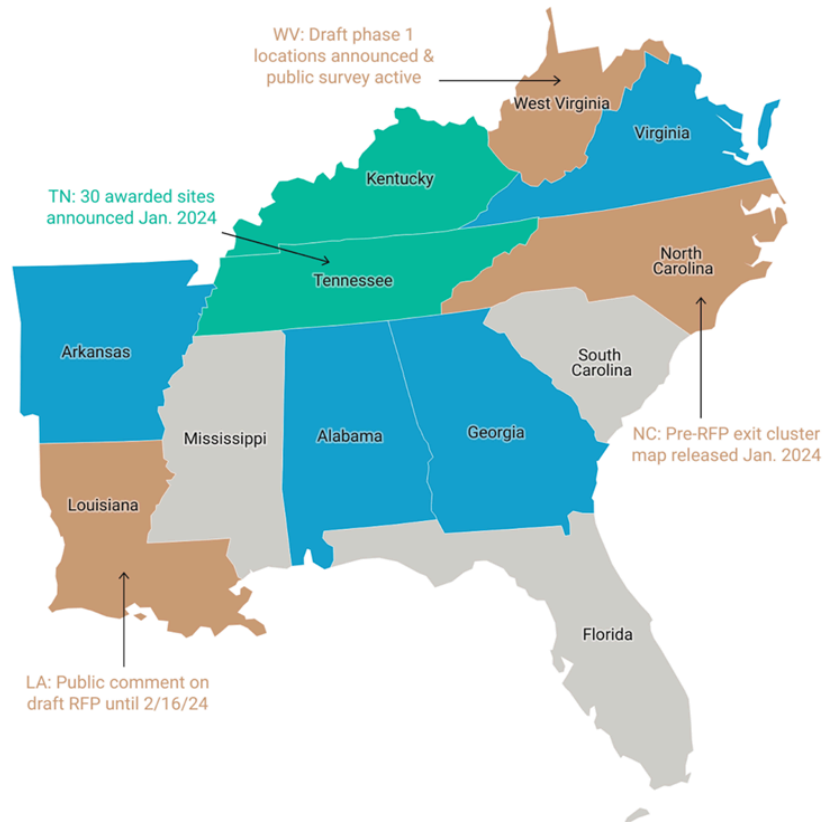 WV: Draft phase 1
locations announced &
public survey active
West Virginia
Virginia
Kentucky
TN: 30 awarded sites
announced Jan. 2024
North
Carolina
Tennessee
Arkansas
South
Carolina
Mississippi
Alabama
Georgia
NC: Pre-RFP exit cluster
map released Jan. 2024
Louisiana
Florida
LA: Public comment on
draft RFP until 2/16/24